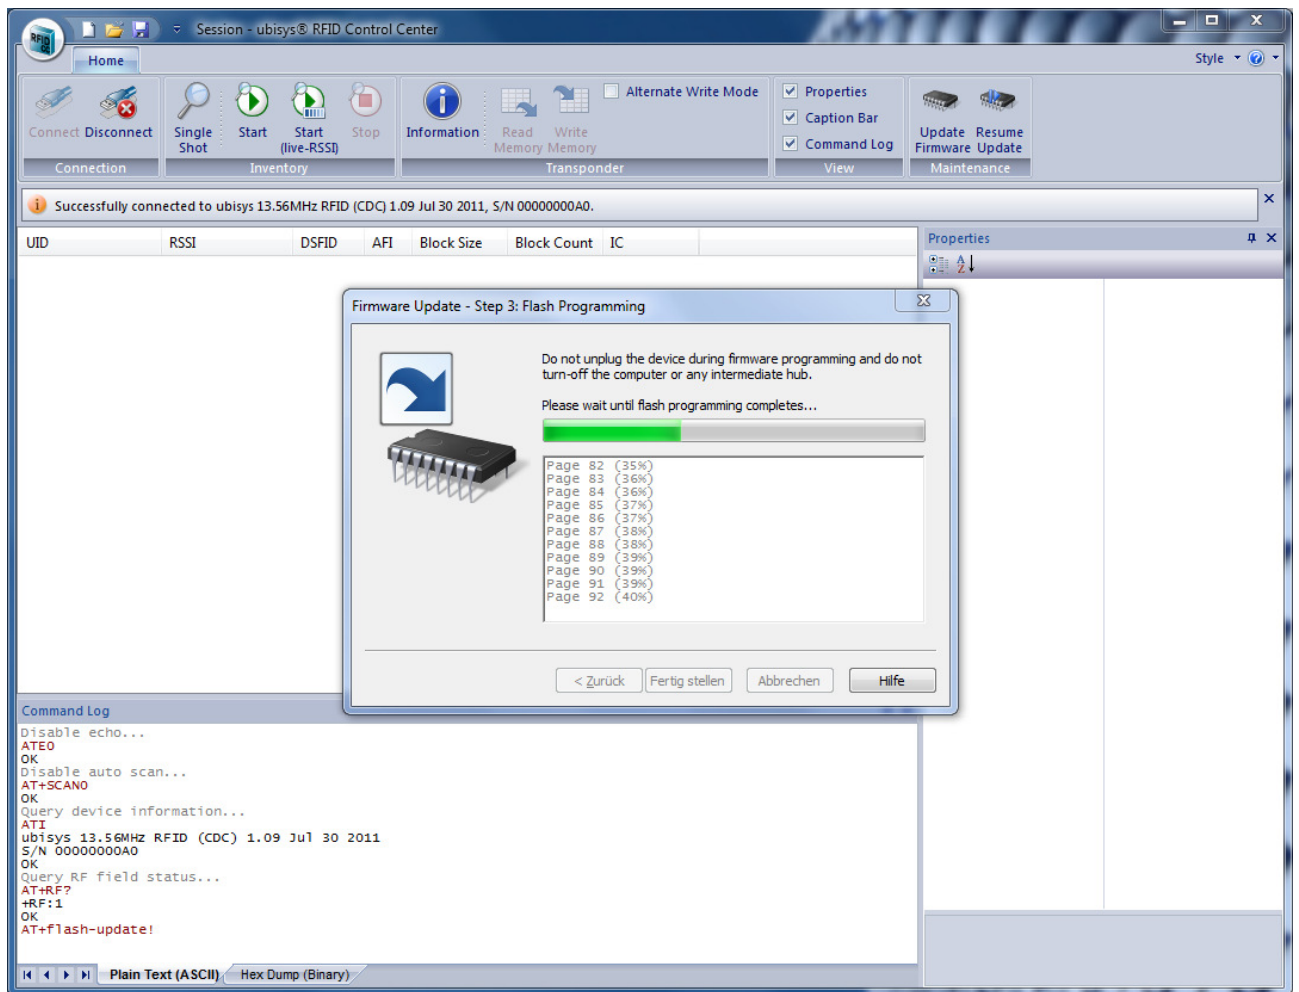 RFID
CC
Session - ubisys® RFID Control Center
Home
Style
Connect Disconnect
Single Shot
Start
Start (live-RSSI)
Stop
Information
Read Memory
Write Memory
Alternate Write Mode
Properties
Caption Bar
Command Log
Update Firmware
Resume Update
Connection
Inventory
Transponder
View
Maintenance
Successfully connected to ubisys 13.56MHz RFID (CDC) 1.09 Jul 30 2011, S/N 00000000A0.
UID RSSI DSFID AFI Block Size Block Count IC
Properties
Firmware Update - Step 3: Flash Programming
Do not unplug the device during firmware programming and do not
turn-off the computer or any intermediate hub.
Please wait until flash programming completes...
Page 82 (35%)
Page 83 (36%)
Page 84 (36%)
Page 85 (37%)
Page 86 (37%)
Page 87 (38%)
Page 88 (38%)
Page 89 (39%)
Page 90 (39%)
Page 91 (39%)
Page 92 (40%)
< Zurück
Fertig stellen
Abbrechen
Hilfe
Command Log
Disable echo...
ATE0
OK
Disable auto scan...
AT+SCAN0
OK
Query device information...
ATI
ubisys 13.56MHz RFID (CDC) 1.09 Jul 30 2011
S/N 00000000A0
OK
Query RF field status...
AT+RF?
+RF:1
OK
AT+flash-update!
Plain Text (ASCII)
Hex Dump (Binary)